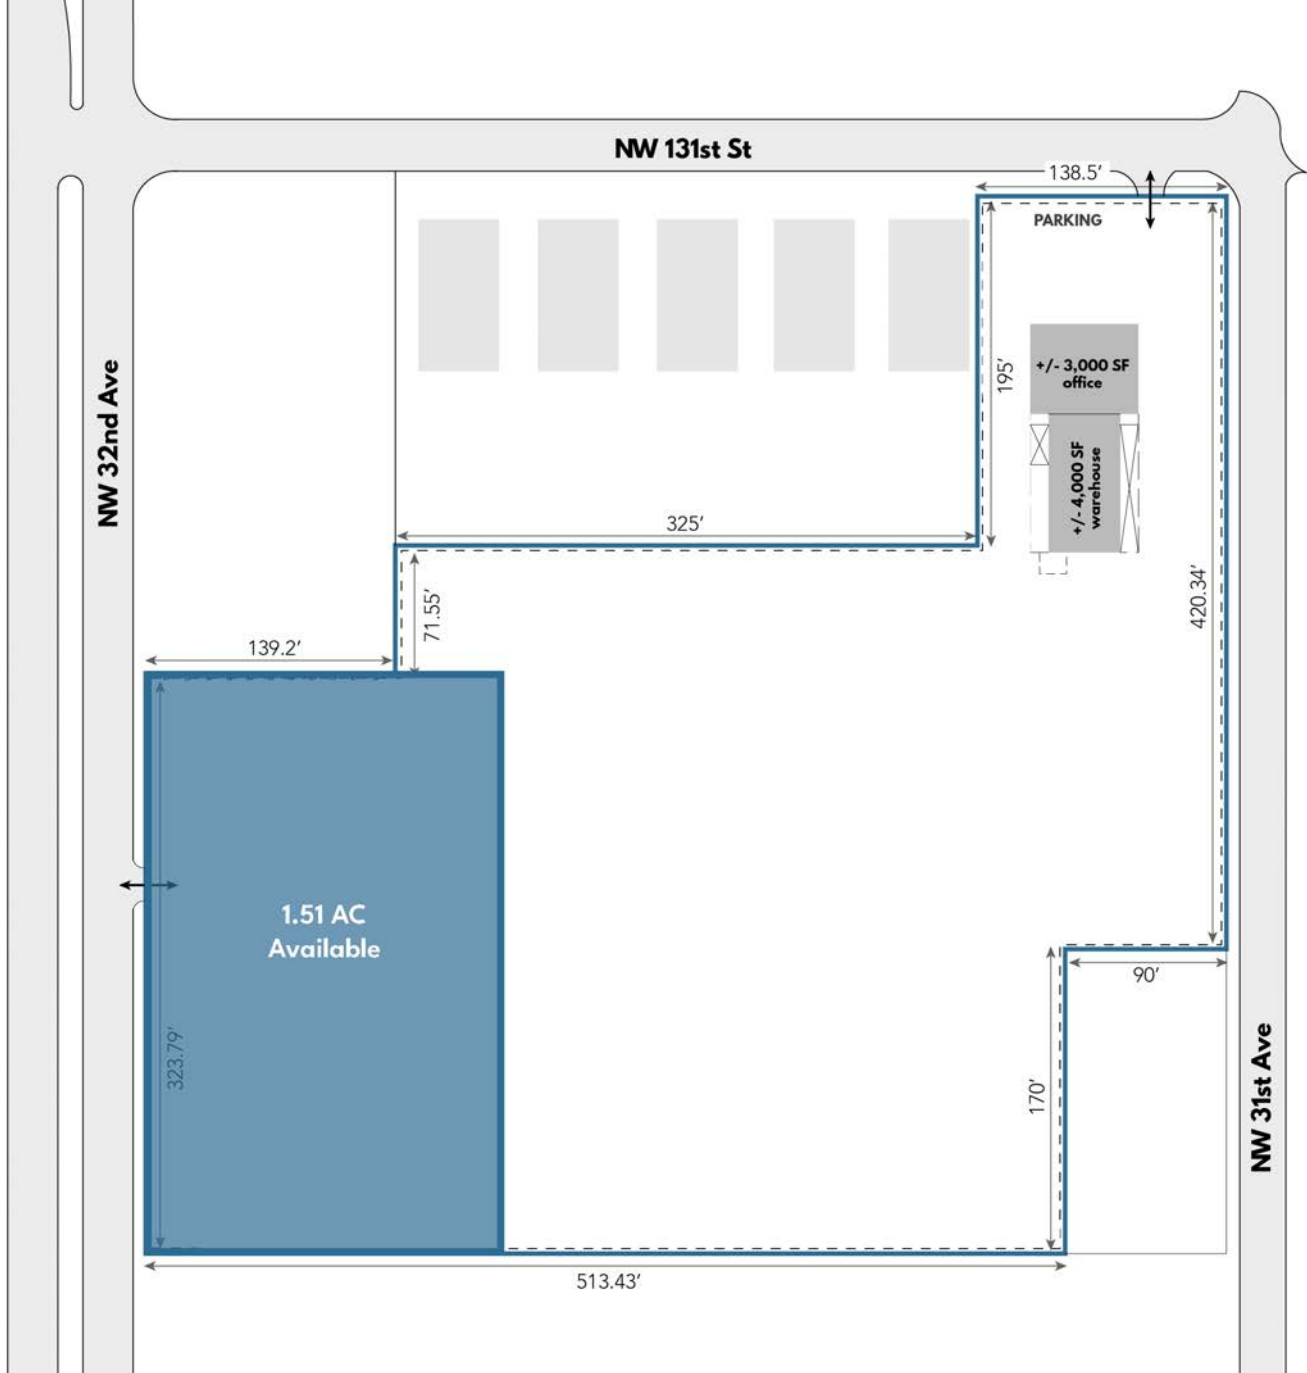 NW 131st St
138.5'
PARKING
195'
+/- 3,000 SF
office
NW 32nd Ave
+/- 4,000 SF
warehouse
325'
71.55'
420.34'
139.2'
1.51 AC
Available
90'
323.79'
170'
NW 31st Ave
513.43'